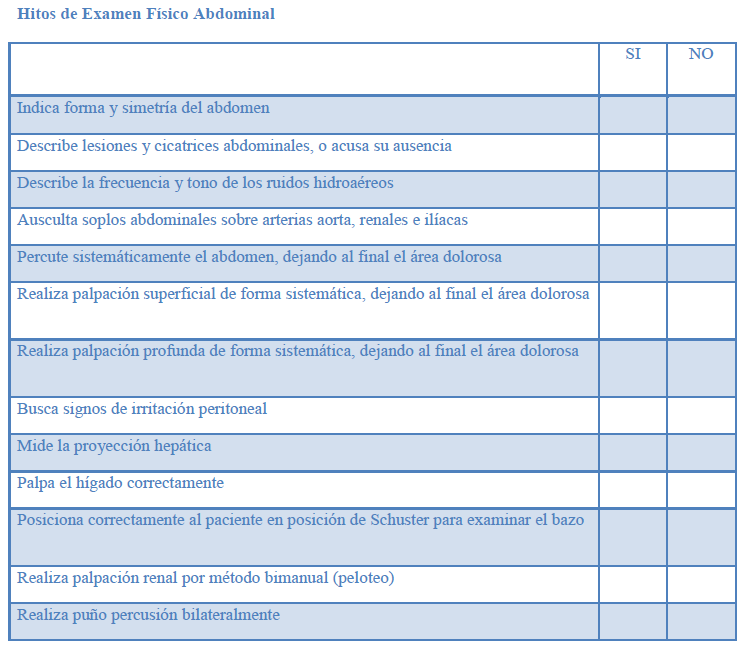 Hitos de Examen Físico Abdominal
SI NO
Indica forma y simetría del abdomen
Describe lesiones y cicatrices abdominales, o acusa su ausencia
Describe la frecuencia y tono de los ruidos hidroaéreos
Ausculta soplos abdominales sobre arterias aorta, renales e ilíacas
Percute sistemáticamente el abdomen, dejando al final el área dolorosa
Realiza palpación superficial de forma sistemática, dejando al final el área dolorosa
Realiza palpación profunda de forma sistemática, dejando al final el área dolorosa
Busca signos de irritación peritoneal
Mide la proyección hepática
Palpa el hígado correctamente
Posiciona correctamente al paciente en posición de Schuster para examinar el bazo
Realiza palpación renal por método bimanual (peloteo)
Realiza puño percusión bilateralmente